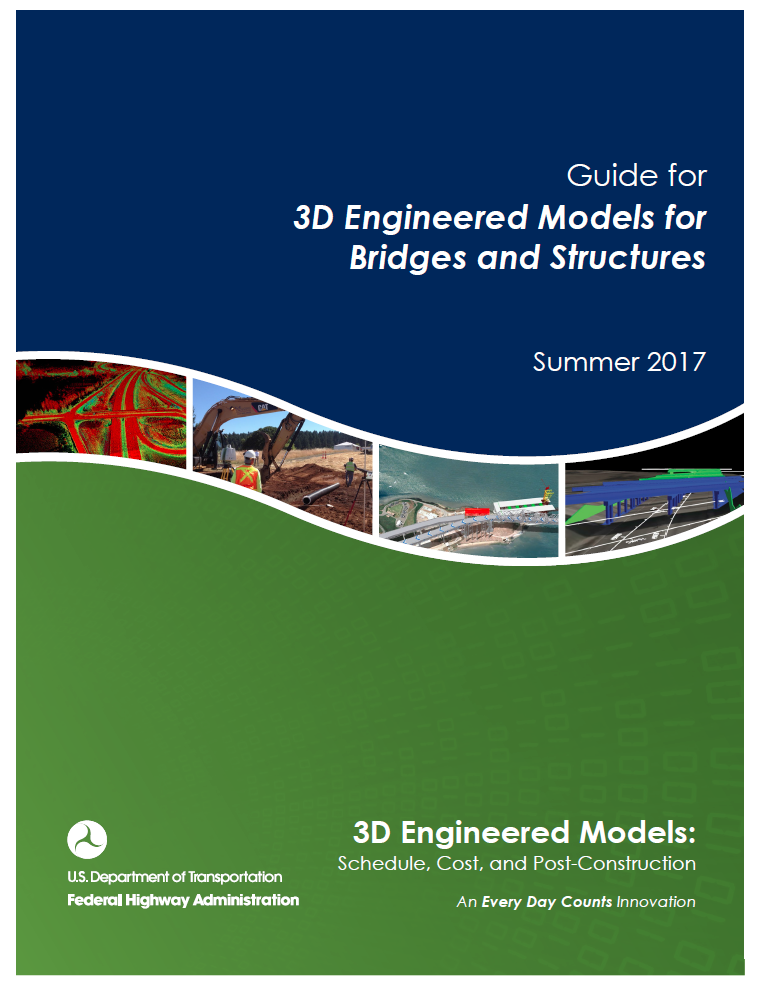 Guide for
3D Engineered Models for
Bridges and Structures
Summer 2017
CAT
3D Engineered Models:
Schedule, Cost, and Post-Construction
An Every Day Counts Innovation
U.S. Department of Transportation
Federal Highway Administration